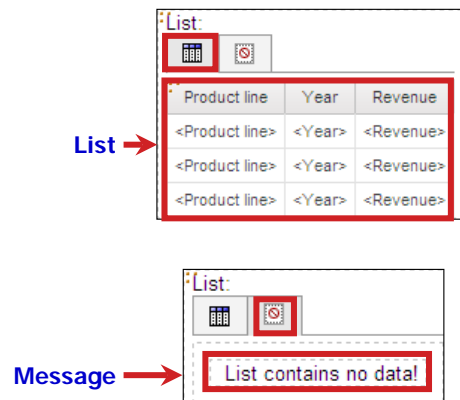 List:
Product line Year Revenue
List
<Product line> <Year> <Revenue>
<Product line> <Year> <Revenue>
<Product line> <Year> <Revenue>
List:
Message
List contains no data!